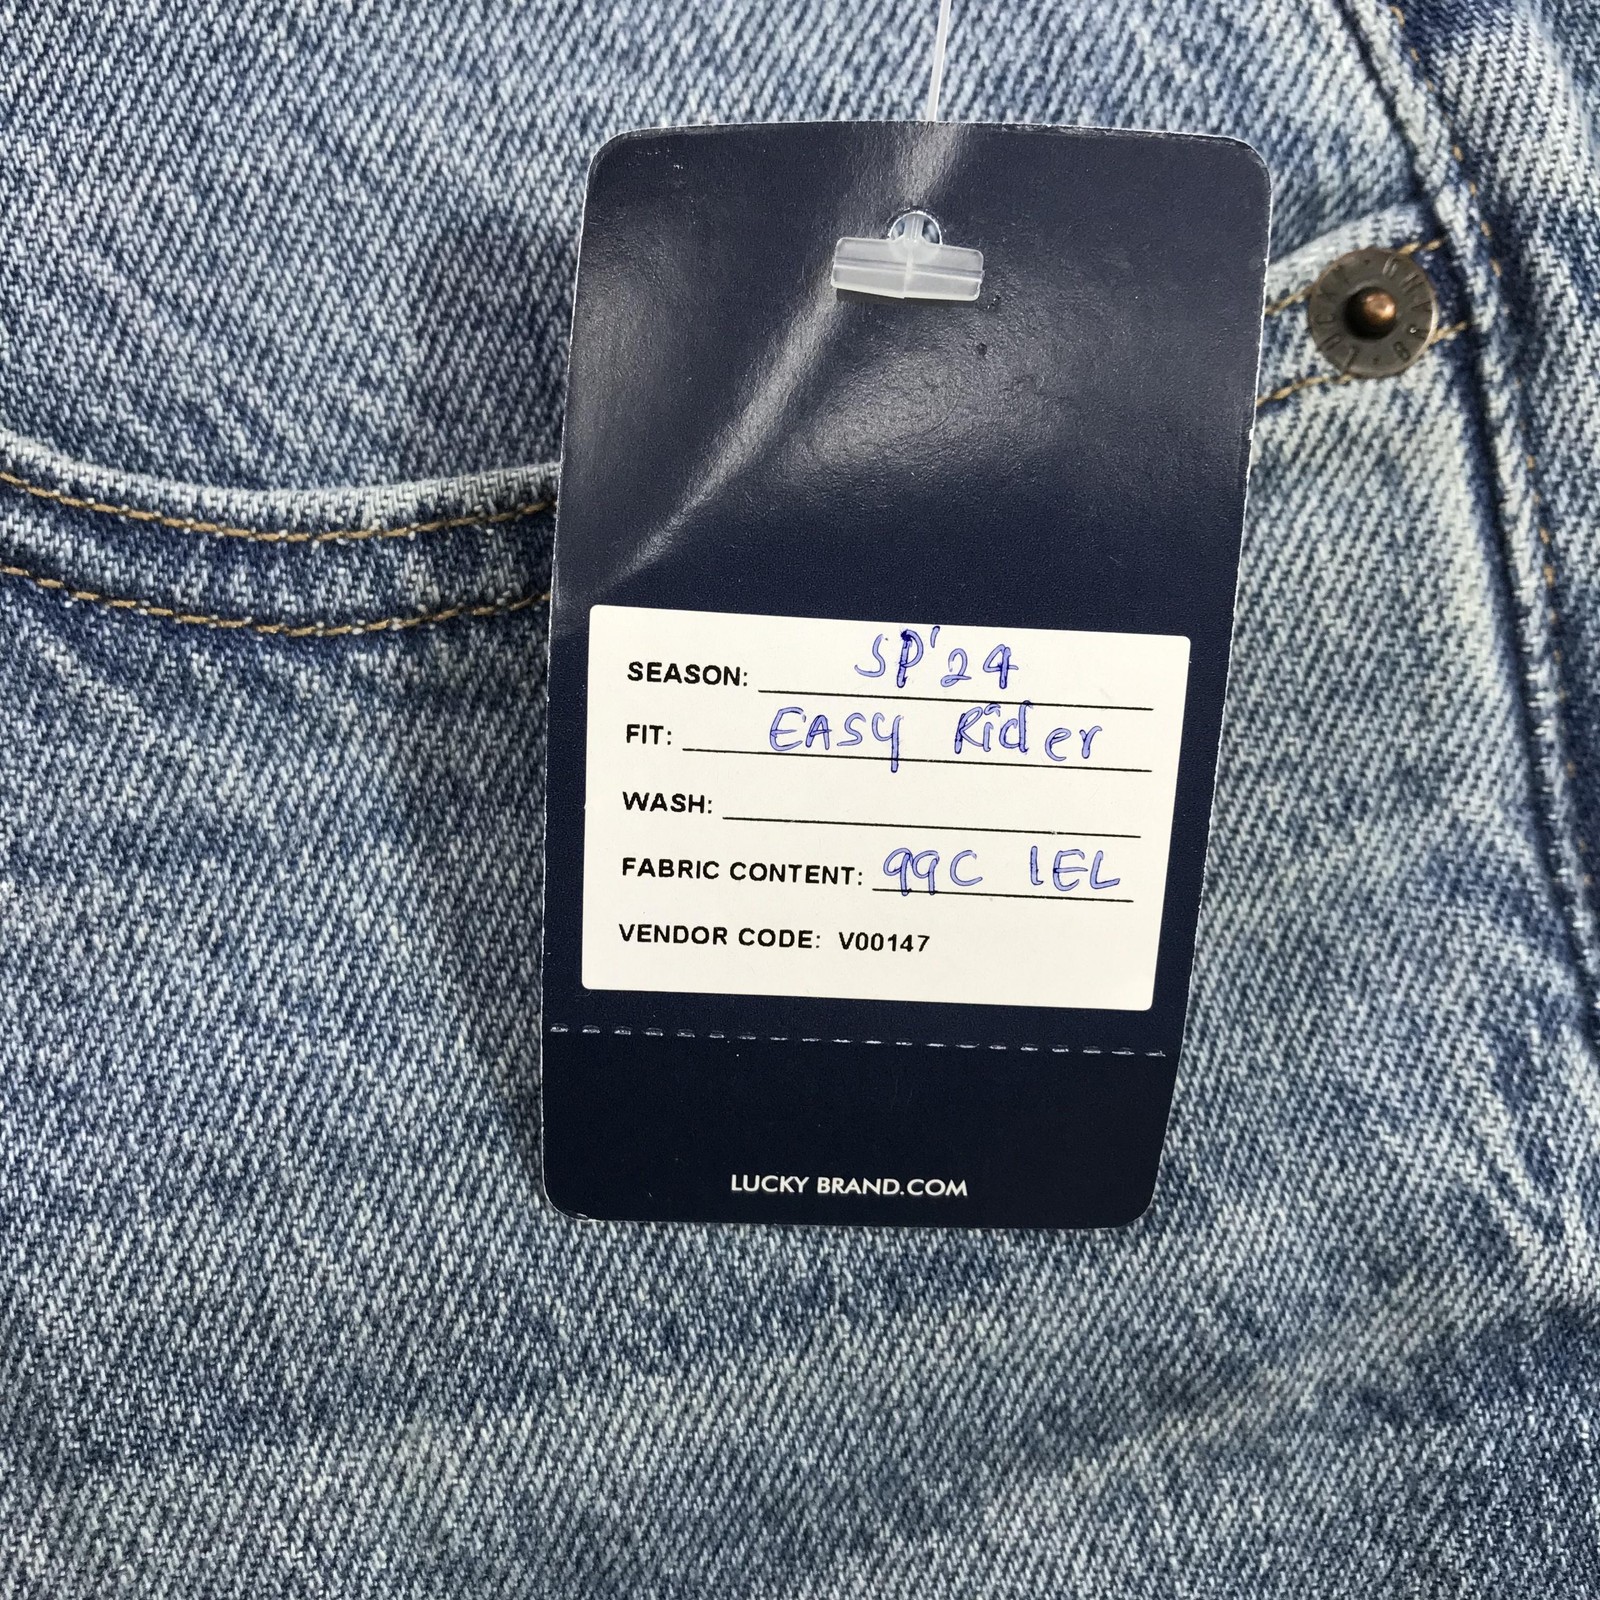 SEASON: SP'24
FIT: EASY Rider
WASH:
FABRIC CONTENT: 99C 1EL
VENDOR CODE: V00147
LUCKY BRAND.COM